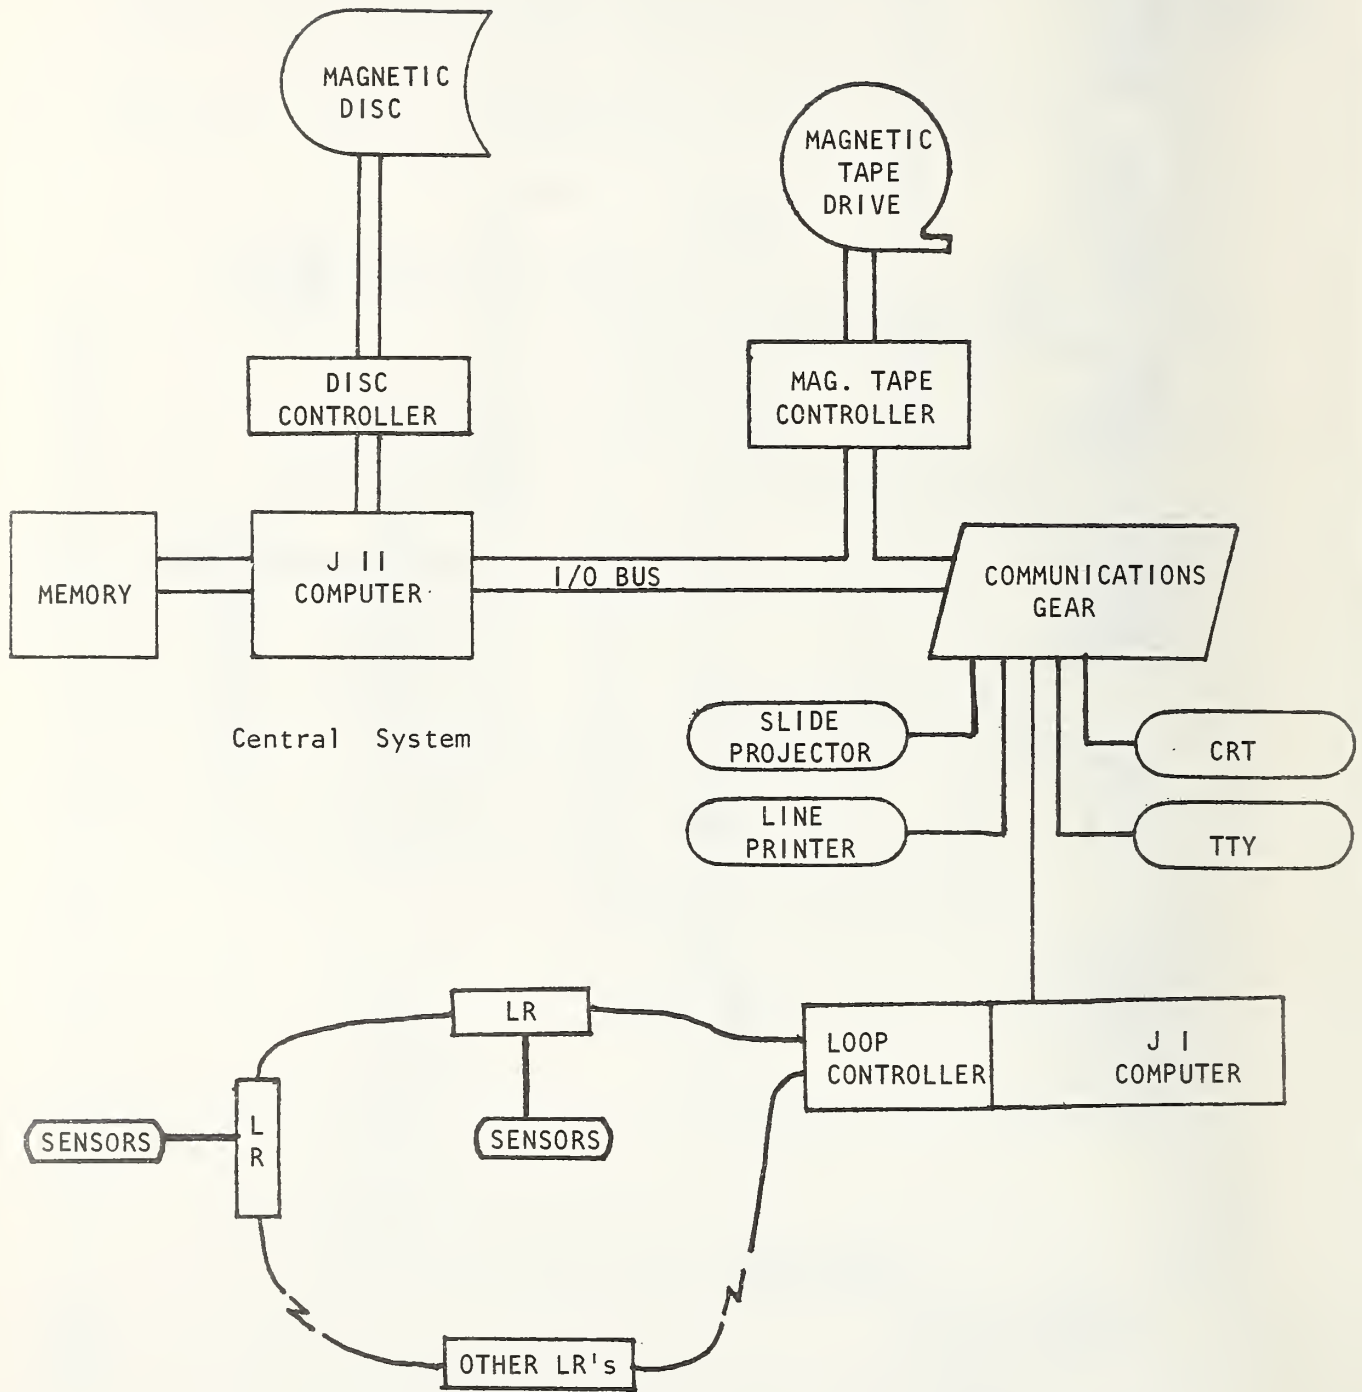 MAGNETIC
DISC
MAGNETIC
TAPE
DRIVE
DISC
CONTROLLER
MAG. TAPE
CONTROLLER
MEMORY
J II
COMPUTER
I/O BUS
COMMUNICATIONS
GEAR
Central System
SLIDE
PROJECTOR
CRT
LINE
PRINTER
TTY
LR
LOOP
CONTROLLER
J I
COMPUTER
SENSORS
L
R
SENSORS
OTHER LR's